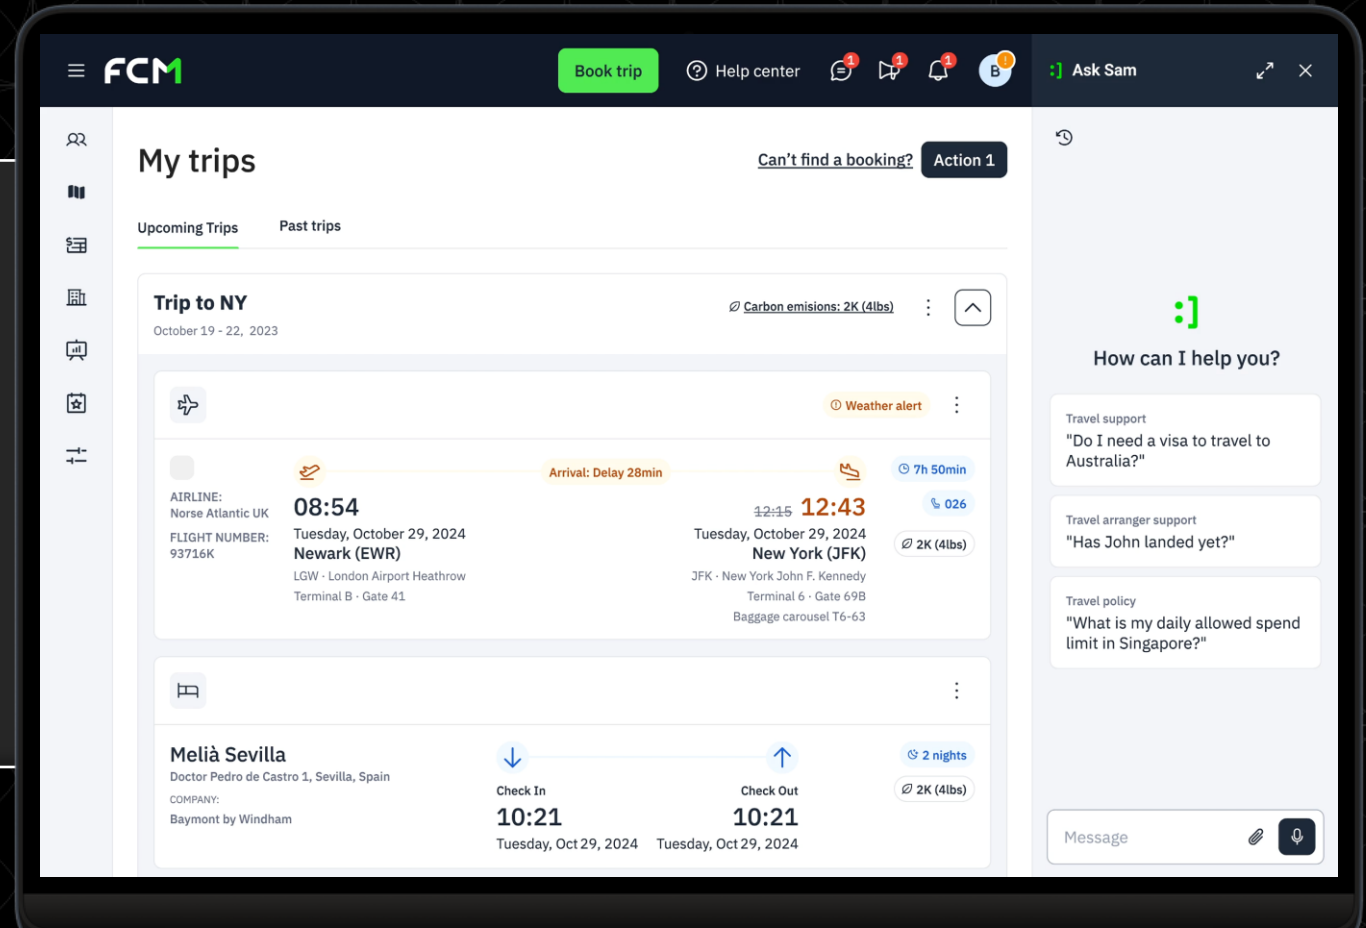 FCM
Book trip
Help center
1
1
1
B
!
:] Ask Sam
My trips
Can't find a booking?
Action 1
Upcoming Trips
Past trips
Trip to NY
October 19 - 22, 2023
Carbon emisions: 2K (4lbs)
Weather alert
AIRLINE:
Norse Atlantic UK
FLIGHT NUMBER:
93716K
08:54
Tuesday, October 29, 2024
Newark (EWR)
LGW · London Airport Heathrow
Terminal B · Gate 41
Arrival: Delay 28min
12:15 12:43
Tuesday, October 29, 2024
New York (JFK)
JFK · New York John F. Kennedy
Terminal 6 · Gate 69B
Baggage carousel T6-63
7h 50min
026
2K (4lbs)
Melià Sevilla
Doctor Pedro de Castro 1, Sevilla, Spain
COMPANY:
Baymont by Windham
Check In
10:21
Tuesday, Oct 29, 2024
Check Out
10:21
Tuesday, Oct 29, 2024
2 nights
2K (4lbs)
:]
How can I help you?
Travel support
"Do I need a visa to travel to
Australia?"
Travel arranger support
"Has John landed yet?"
Travel policy
"What is my daily allowed spend
limit in Singapore?"
Message